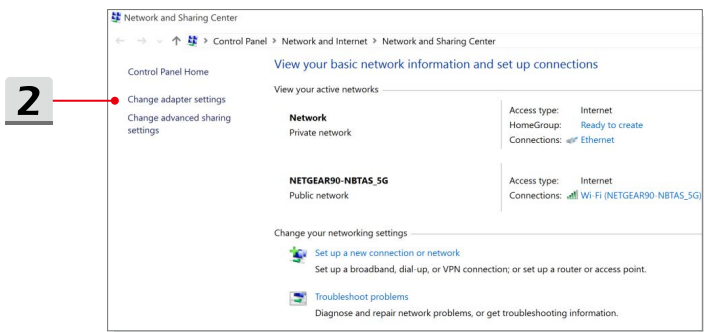 Network and Sharing Center
Control Panel > Network and Internet > Network and Sharing Center
Control Panel Home
Change adapter settings
Change advanced sharing
settings
2
View your basic network information and set up connections
View your active networks
Network
Private network
Access type: Internet
HomeGroup: Ready to create
Connections: Ethernet
NETGEAR90-NBTAS_5G
Public network
Access type: Internet
Connections: Wi-Fi (NETGEAR90-NBTAS_5G)
Change your networking settings
Set up a new connection or network
Set up a broadband, dial-up, or VPN connection; or set up a router or access point.
Troubleshoot problems
Diagnose and repair network problems, or get troubleshooting information.